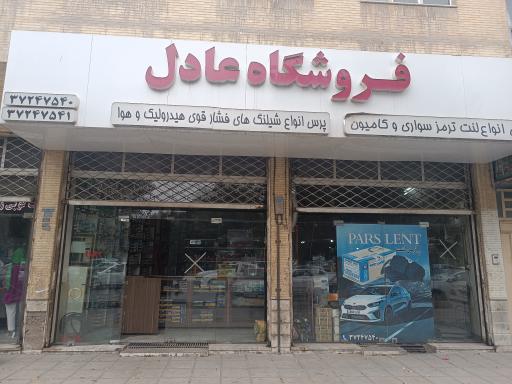 فروشگاه عادل
۳۷۲۴۷۵۴۰
۳۷۲۴۷۵۴۱
انواع لنت ترمز سواری و کامیون
پرس انواع شیلنگ های فشار قوی هیدرولیک و هوا
PARS LENT
۳۷۲۴۷۵۴۰